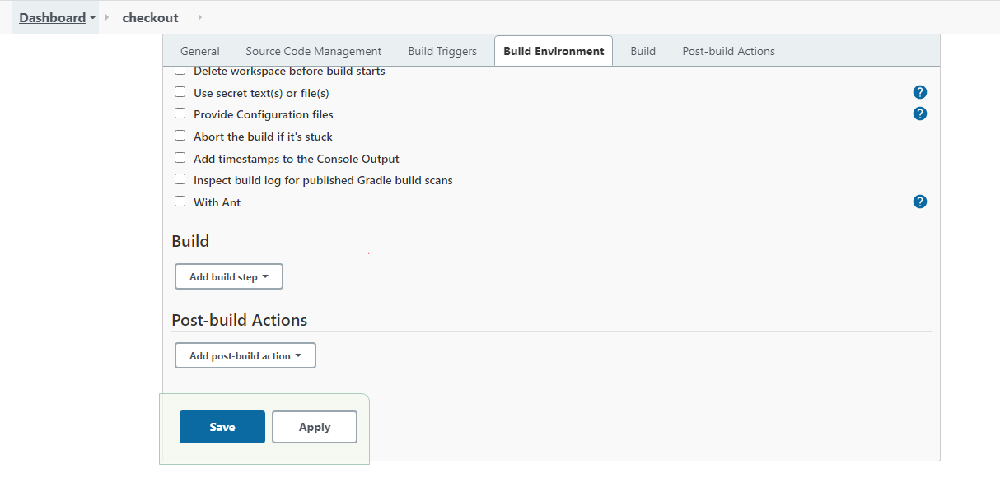 Dashboard checkout
General Source Code Management Build Triggers Build Environment Build Post-build Actions
Delete workspace before build starts
Use secret text(s) or file(s) ?
Provide Configuration files ?
Abort the build if it's stuck
Add timestamps to the Console Output
Inspect build log for published Gradle build scans
With Ant ?
Build
Add build step
Post-build Actions
Add post-build action
Save Apply